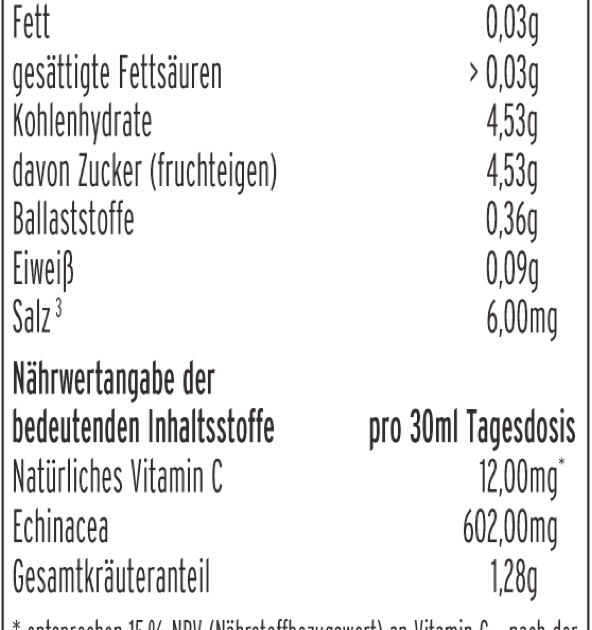 Fett 0,03g
gesättigte Fettsäuren > 0,03g
Kohlenhydrate 4,53g
davon Zucker (fruchteigen) 4,53g
Ballaststoffe 0,36g
Eiweiß 0,09g
Salz ³ 6,00mg
Nährwertangabe der
bedeutenden Inhaltsstoffe pro 30ml Tagesdosis
Natürliches Vitamin C 12,00mg*
Echinacea 602,00mg
Gesamtkräuteranteil 1,28g
* entsprechen 15 % NRV (Nährstoffbezugswert) an Vitamin C nach der